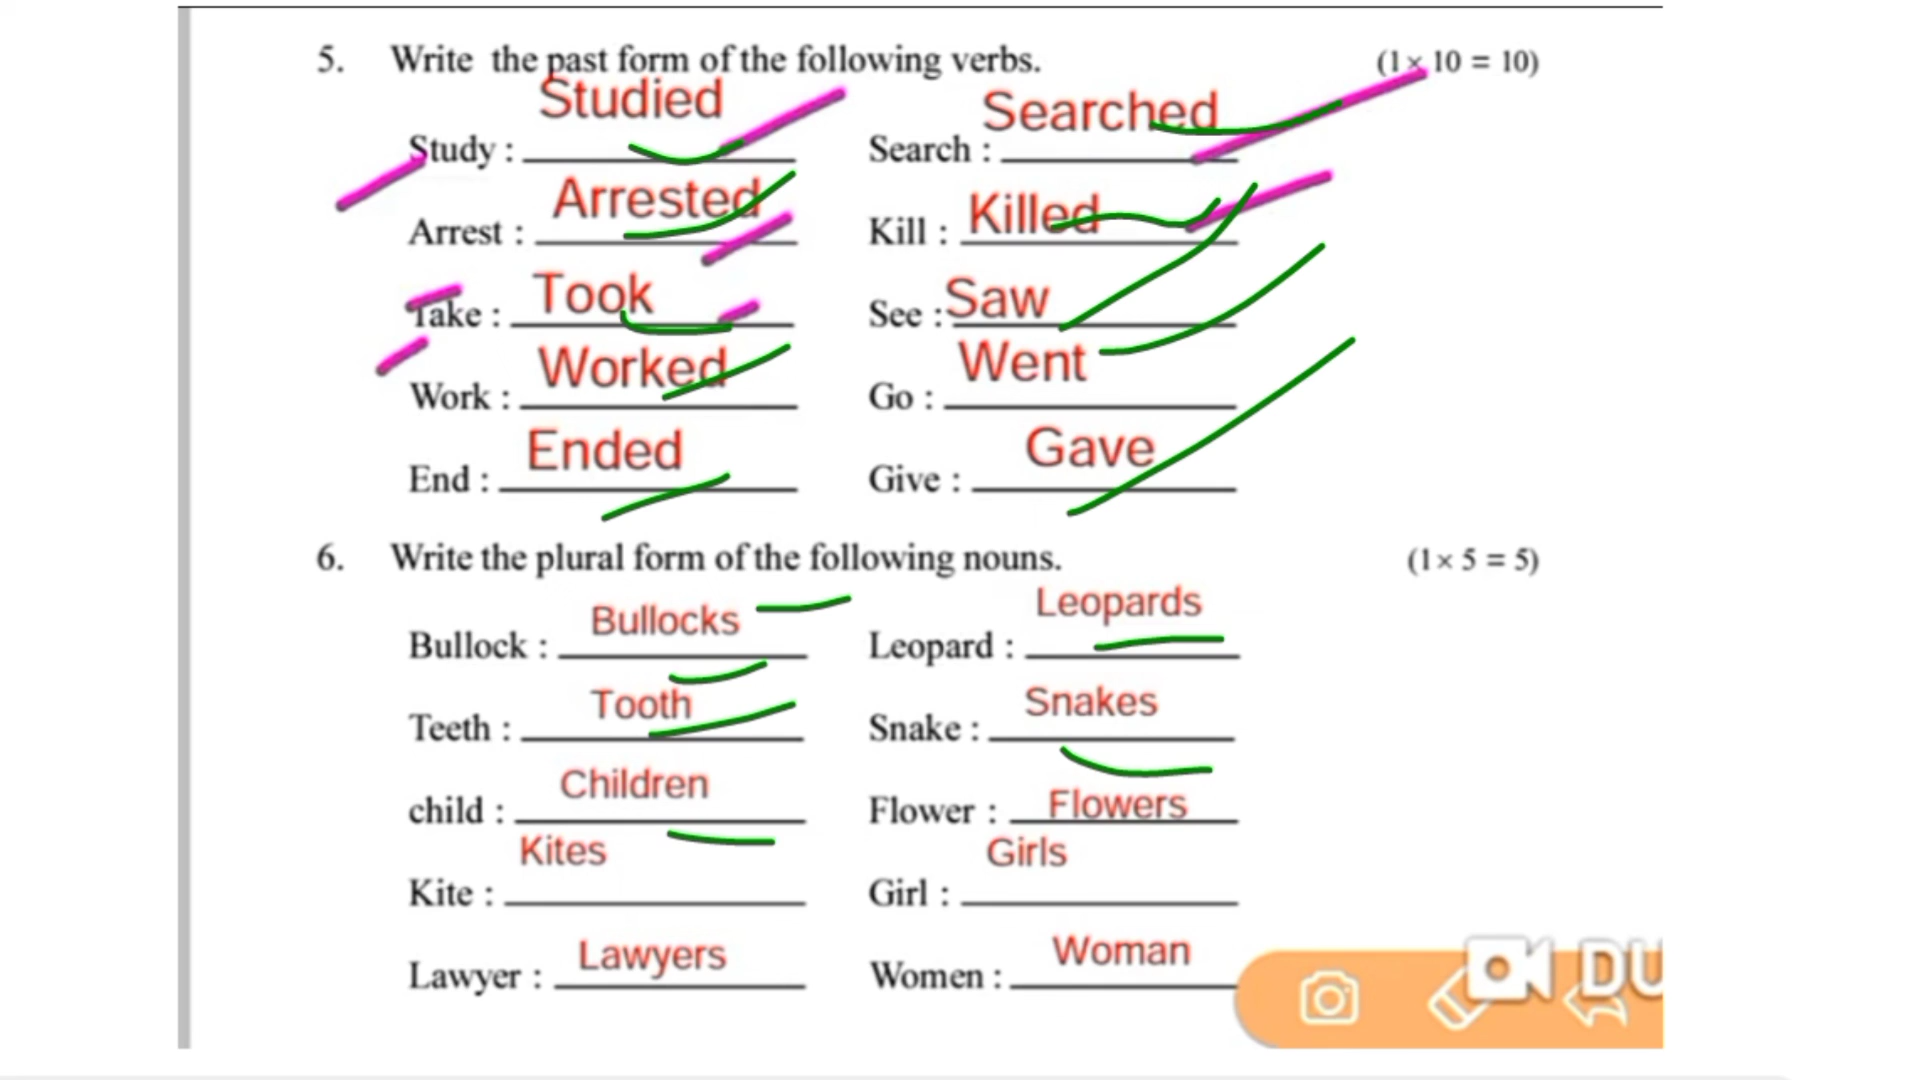 5. Write the past form of the following verbs. (1× 10 = 10)
Studied Searched
Study : Search :
Arrested Killed
Arrest : Kill :
Took Saw
Take : See :
Worked Went
Work : Go :
Ended Gave
End : Give :
6. Write the plural form of the following nouns. (1× 5 = 5)
Bullocks Leopards
Bullock : Leopard :
Tooth Snakes
Teeth : Snake :
Children Flowers
child : Flower :
Kites Girls
Kite : Girl :
Lawyers Woman
Lawyer : Women :
DU